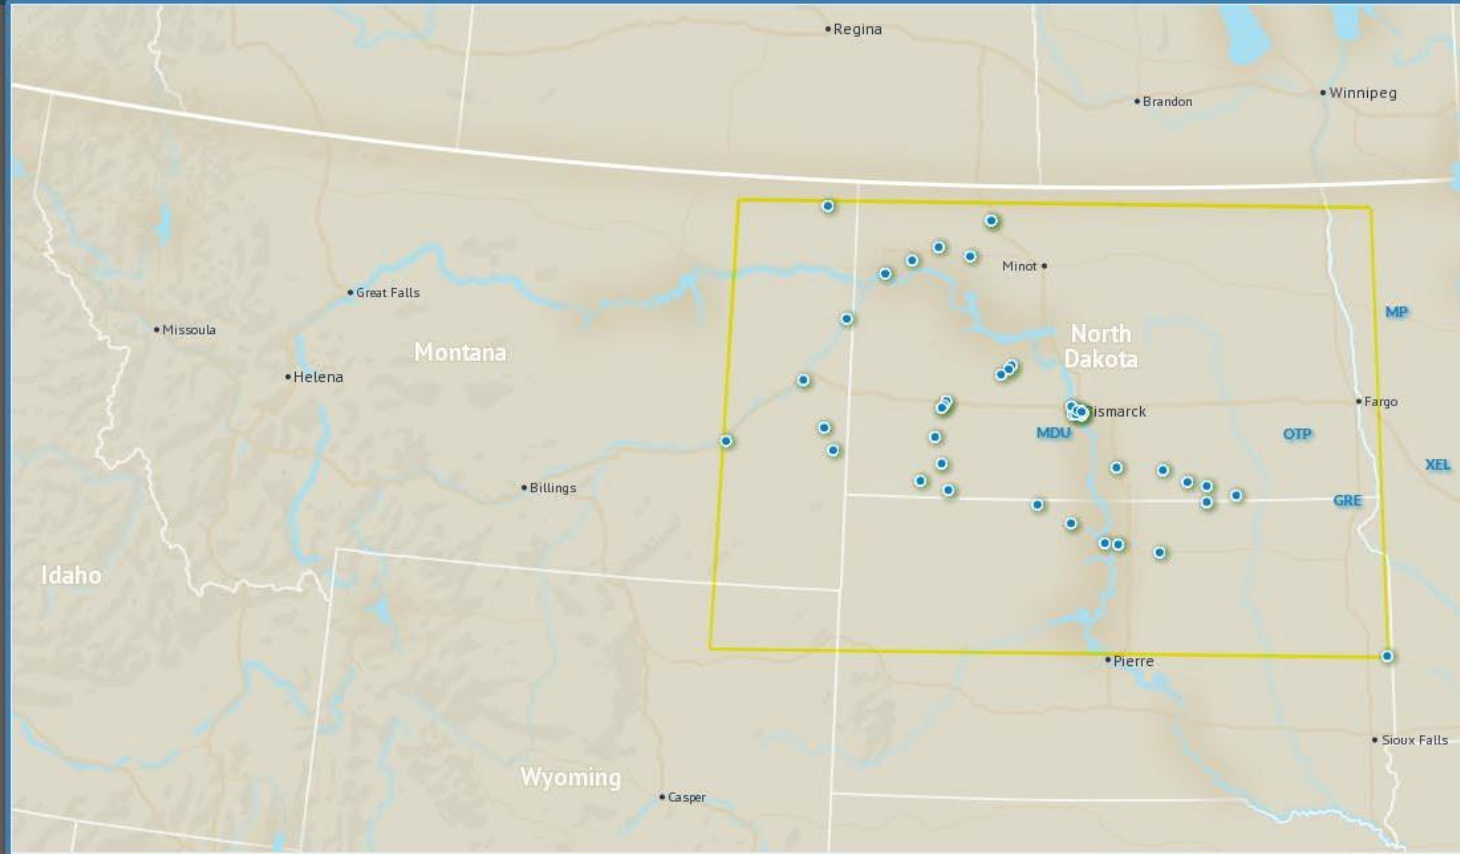 Regina
Winnipeg
Brandon
Minot
Great Falls
MP
Missoula
North
Dakota
Montana
Helena
Fargo
ismarck
MDU
OTP
XEL
Billings
GRE
Idaho
Pierre
Sioux Falls
Wyoming
Casper